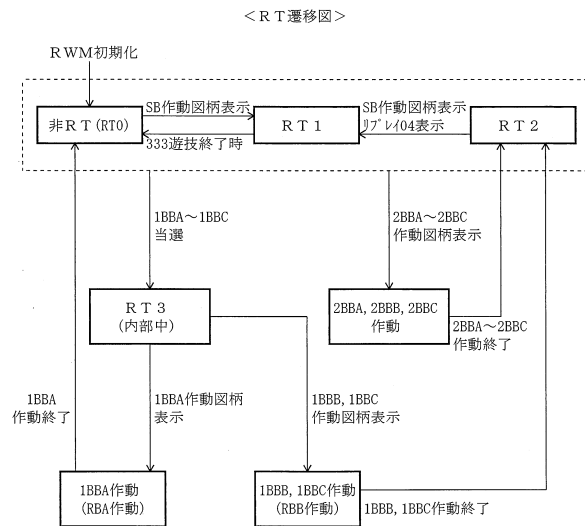 <ＲＴ遷移図>
ＲＷＭ初期化
非ＲＴ(RT0)
SB作動図柄表示
333遊技終了時
ＲＴ１
SB作動図柄表示
ﾘﾌﾟﾚｲ04表示
ＲＴ２
1BBA～1BBC
当選
2BBA～2BBC
作動図柄表示
ＲＴ３
(内部中)
2BBA, 2BBB, 2BBC
作動
2BBA～2BBC
作動終了
1BBA
作動終了
1BBA作動図柄
表示
1BBB, 1BBC
作動図柄表示
1BBA作動
(RBA作動)
1BBB, 1BBC作動
(RBB作動)
1BBB, 1BBC作動終了